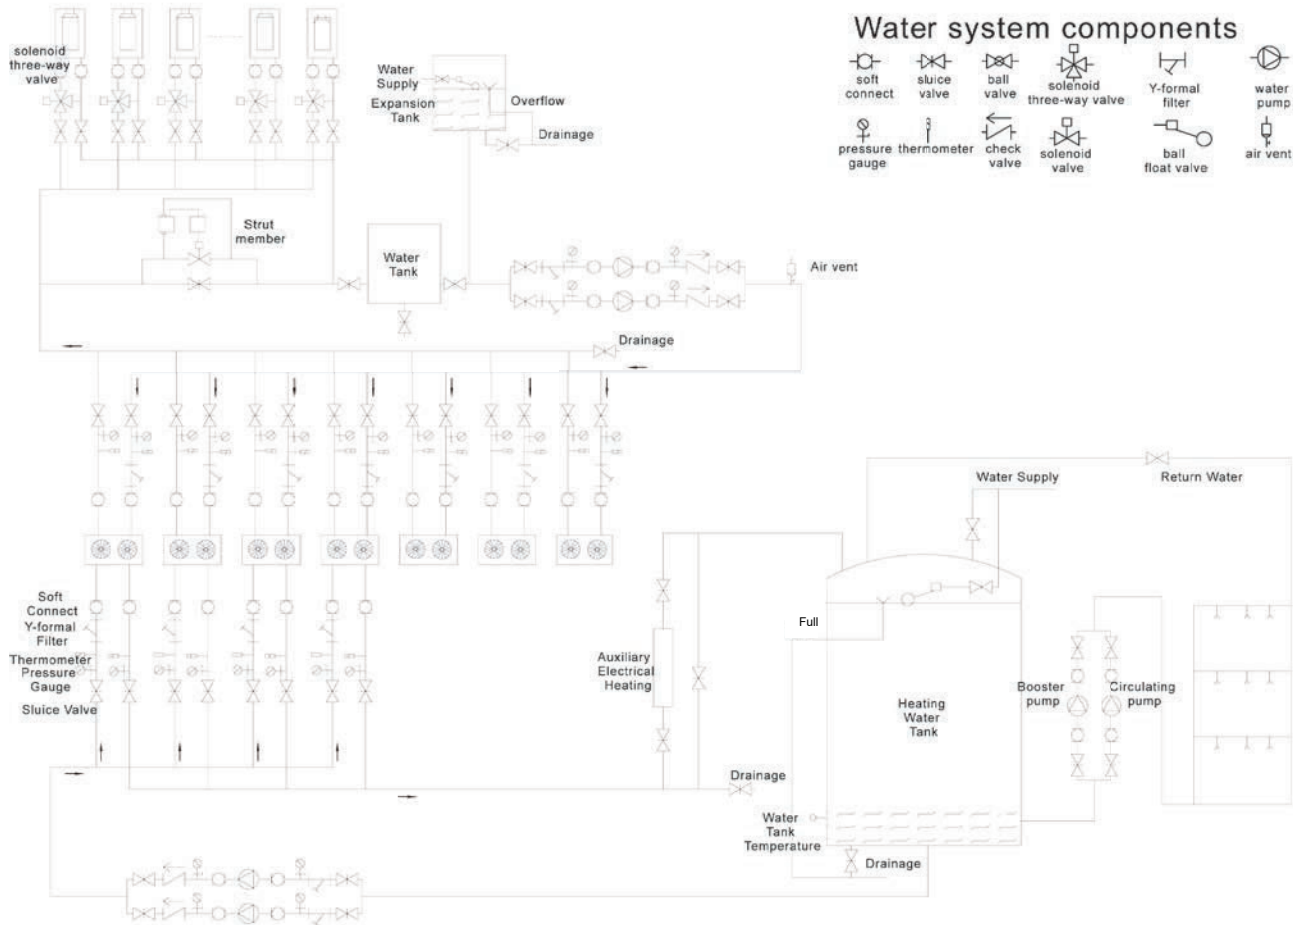 Water system components
soft
connect
sluice
valve
ball
valve
solenoid
three-way valve
Y-formal
filter
water
pump
pressure
gauge
thermometer
check
valve
solenoid
valve
ball
float valve
air vent
solenoid
three-way
valve
Water
Supply
Expansion
Tank
Overflow
Drainage
Strut
member
Water
Tank
Air vent
Drainage
Water Supply
Return Water
Soft
Connect
Y-formal
Filter
Thermometer
Pressure
Gauge
Sluice Valve
Full
Auxiliary
Electrical
Heating
Heating
Water
Tank
Booster
pump
Circulating
pump
Drainage
Water
Tank
Temperature
Drainage